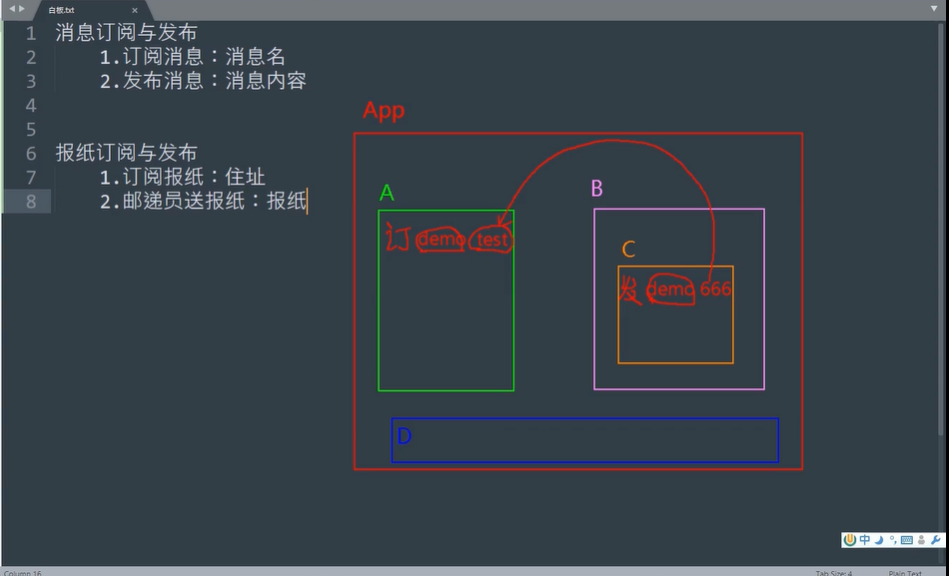 白板.txt
1 消息订阅与发布
2 1.订阅消息：消息名
3 2.发布消息：消息内容
4
5
6 报纸订阅与发布
7 1.订阅报纸：住址
8 2.邮递员送报纸：报纸
App
A
B
订 demo test
C
发 demo 666
D
中
Column 16
Tab Size: 4
Plain Text